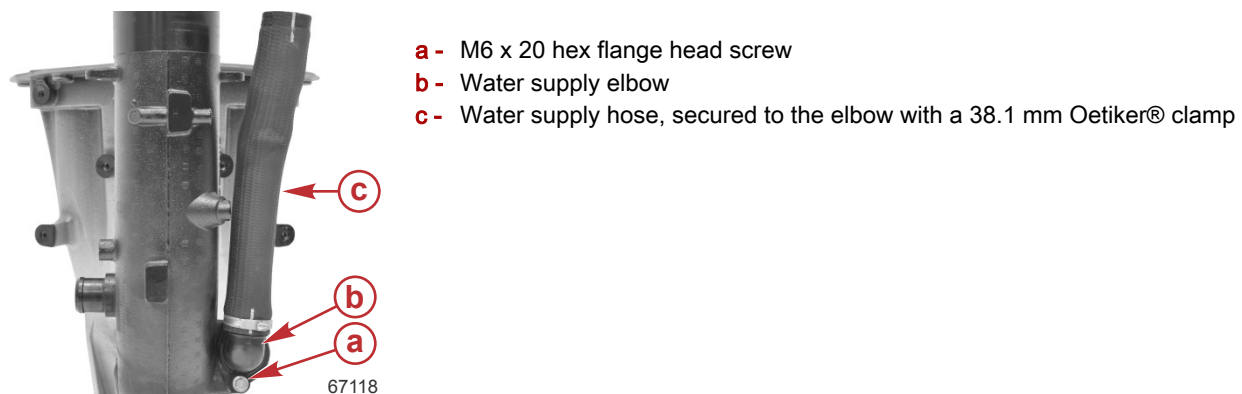 a - M6 x 20 hex flange head screw
b - Water supply elbow
c - Water supply hose, secured to the elbow with a 38.1 mm Oetiker® clamp
c
b
a
67118